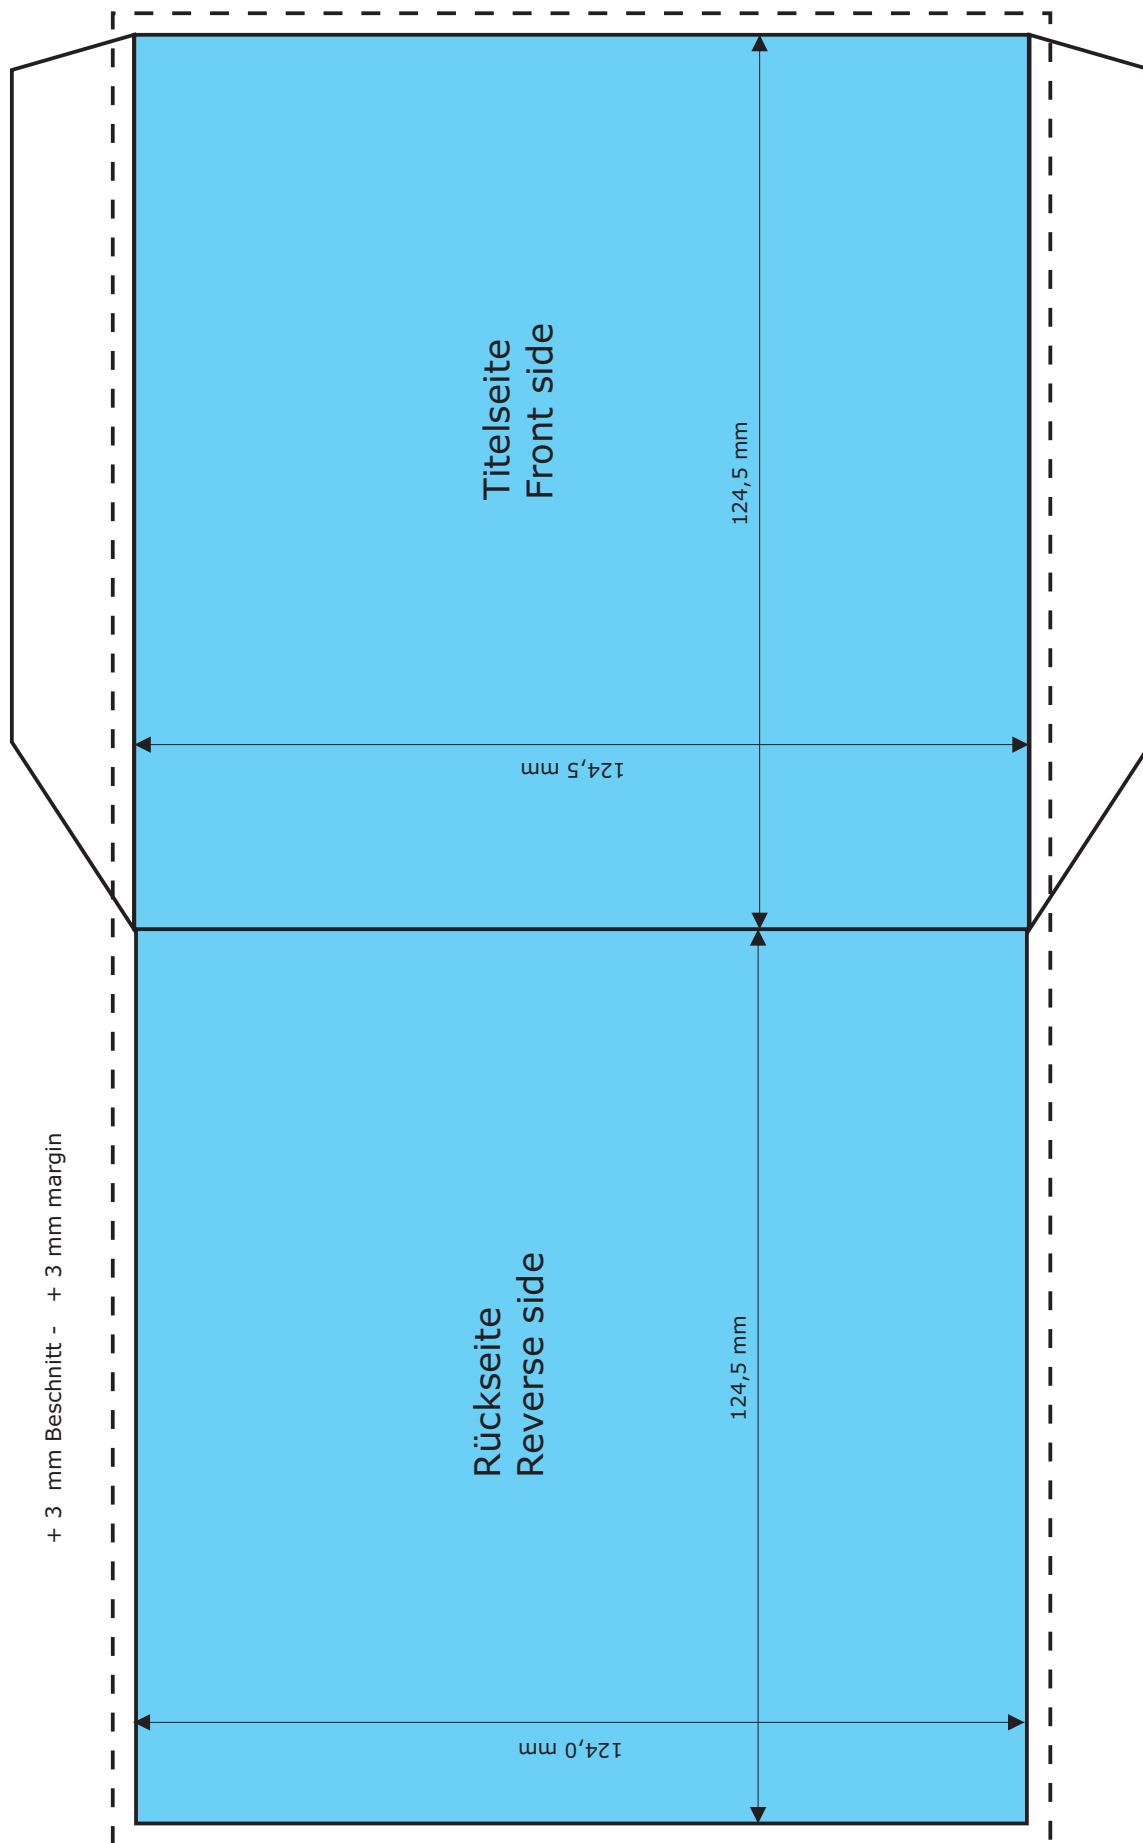 Titelseite
Front side
124,5 mm
124,5 mm
+ 3  mm Beschnitt -   + 3 mm margin
Rückseite
Reverse side
124,5 mm
124,0 mm